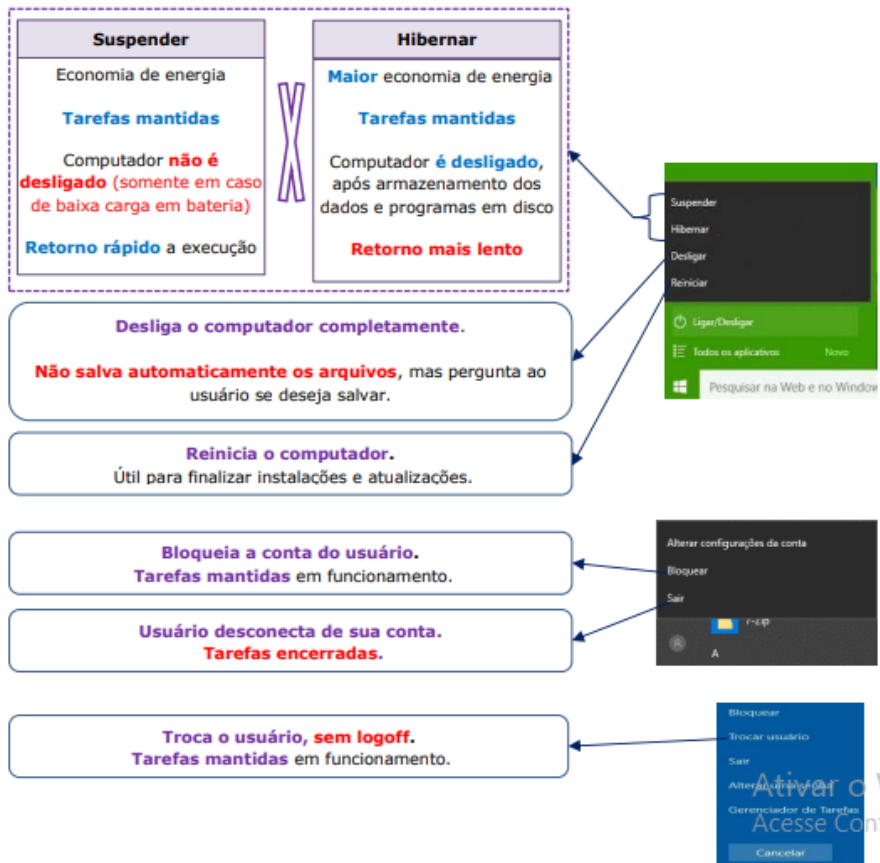 Suspender
Economia de energia
Tarefas mantidas
Computador não é
desligado (somente em caso
de baixa carga em bateria)
Retorno rápido a execução
Hibernar
Maior economia de energia
Tarefas mantidas
Computador é desligado,
após armazenamento dos
dados e programas em disco
Retorno mais lento
Suspender
Hibernar
Desligar
Reiniciar
Ligar/Desligar
Todos os aplicativos Novo
Pesquisar na Web e no Window
Desliga o computador completamente.
Não salva automaticamente os arquivos, mas pergunta ao
usuário se deseja salvar.
Reinicia o computador.
Útil para finalizar instalações e atualizações.
Alterar configurações da conta
Bloquear
Sair
7-Zip
A
Bloqueia a conta do usuário.
Tarefas mantidas em funcionamento.
Usuário desconecta de sua conta.
Tarefas encerradas.
Troca o usuário, sem logoff.
Tarefas mantidas em funcionamento.
Bloquear
Trocar usuário
Sair
Alterar uma senha
Gerenciador de Tarefas
Cancelar
Ativar o
Acesse